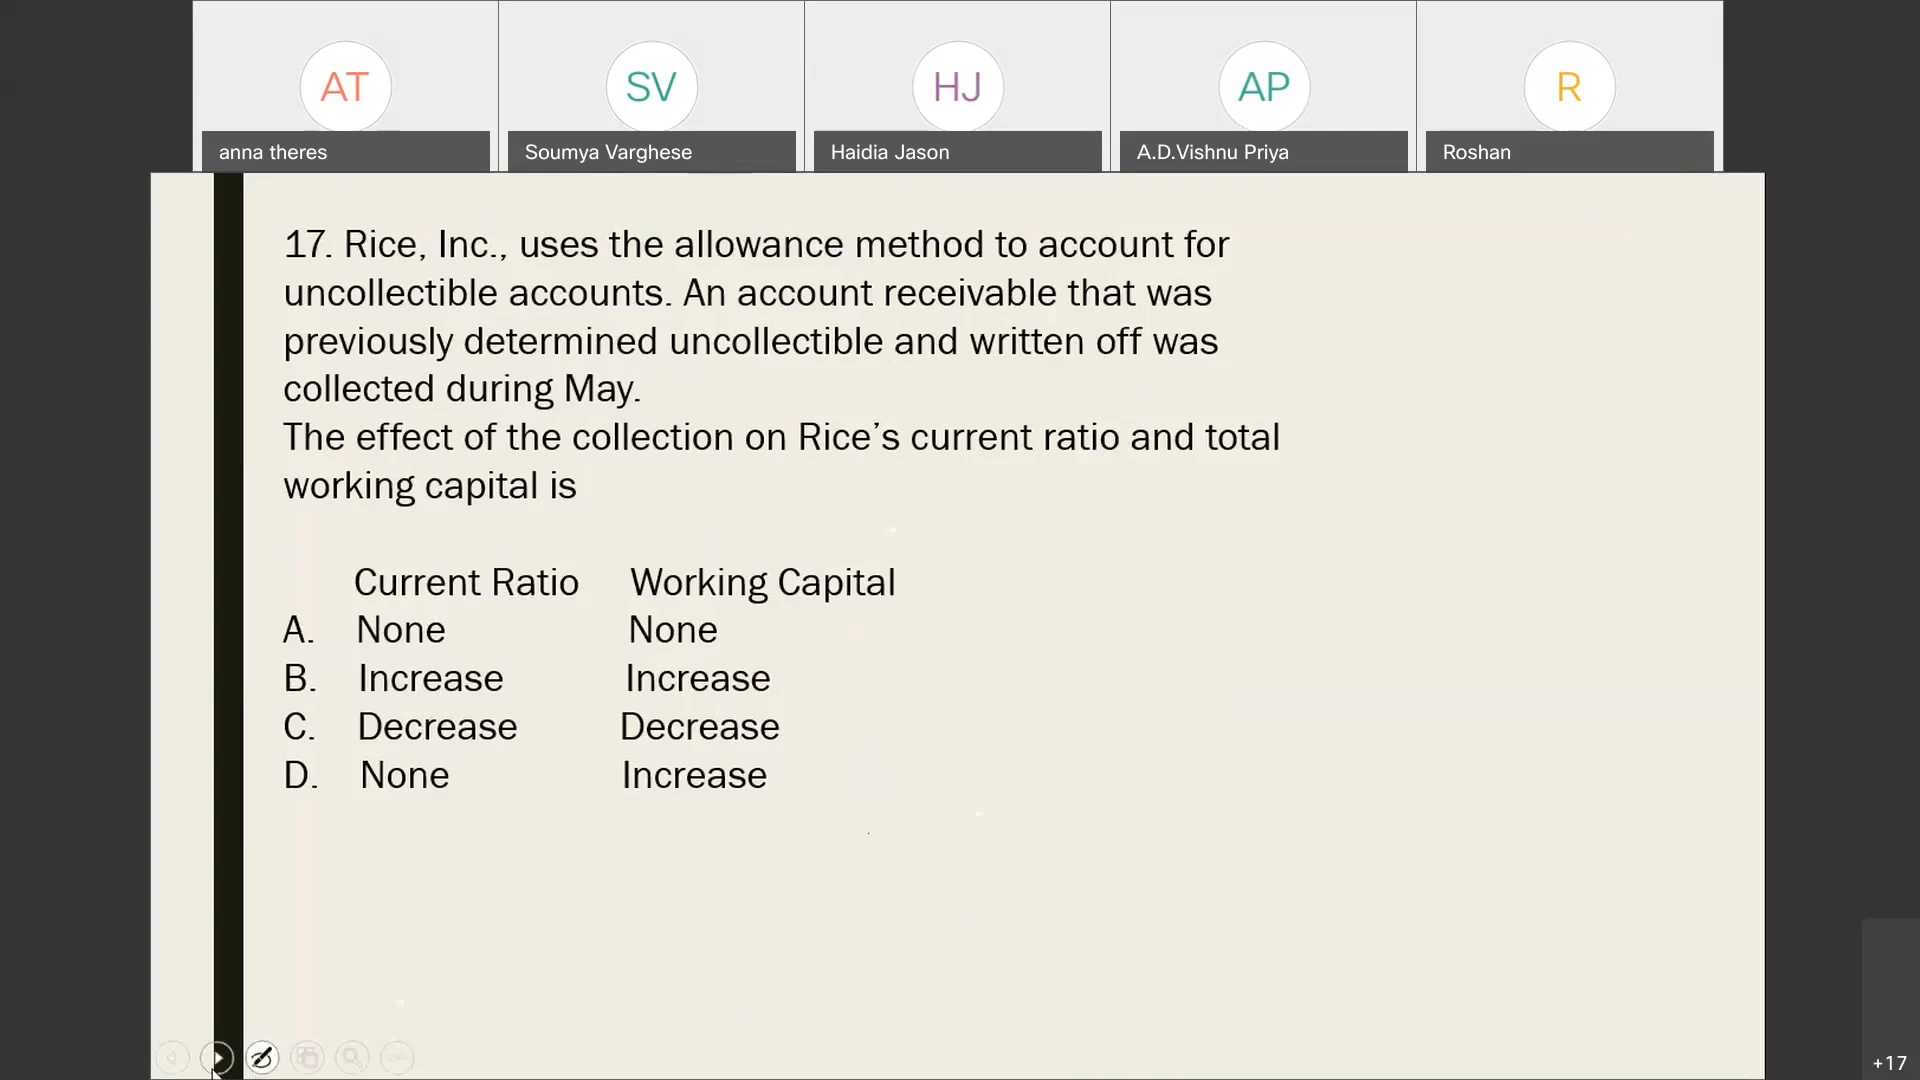 AT
SV
HJ
AP
R
anna theres
Soumya Varghese
Haidia Jason
A.D.Vishnu Priya
Roshan
17. Rice, Inc., uses the allowance method to account for
uncollectible accounts. An account receivable that was
previously determined uncollectible and written off was
collected during May.
The effect of the collection on Rice’s current ratio and total
working capital is
Current Ratio Working Capital
A. None None
B. Increase Increase
C. Decrease Decrease
D. None Increase
+17